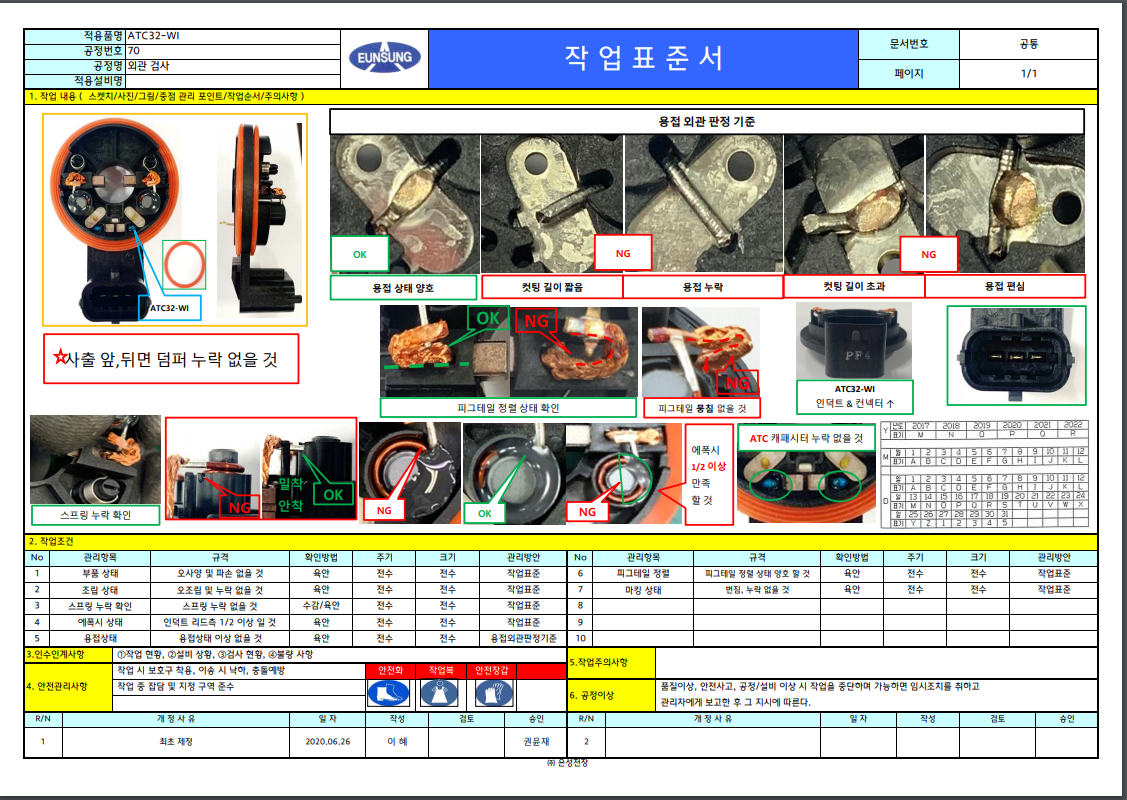 적용품명 ATC32-WI
공정번호 70
공정명 외관 검사
적용설비명
EUNSUNG
작업표준서
문서번호 공통
페이지 1/1
1. 작업 내용 ( 스켓치/사진/그림/중점 관리 포인트/작업순서/주의사항 )
ATC32-WI
☆사출 앞,뒤면 덤퍼 누락 없을 것
용접 외관 판정 기준
OK
NG
NG
용접 상태 양호
컷팅 길이 짧음
용접 누락
컷팅 길이 초과
용접 편심
OK
NG
피그테일 정렬 상태 확인
NG
피그테일 뭉침 없을 것
PF4
ATC32-WI
인덕트 & 컨넥터 ↑
스프링 누락 확인
NG
밀착
안착
OK
NG
OK
NG
에폭시
1/2 이상
만족
할 것
ATC 캐패시터 누락 없을 것
Y 년도 2017 2018 2019 2020 2021 2022
표기 M N O P Q R
M 월 1 2 3 4 5 6 7 8 9 10 11 12
표기 A B C D E F G H I J K L
D 일 1 2 3 4 5 6 7 8 9 10 11 12
표기 A B C D E F G H I J K L
일 13 14 15 16 17 18 19 20 21 22 23 24
표기 M N O P Q R S T U V W X
일 25 26 27 28 29 30 31
표기 Y Z 1 2 3 4 5
2. 작업조건
No 관리항목 규격 확인방법 주기 크기 관리방안 No 관리항목 규격 확인방법 주기 크기 관리방안
1 부품 상태 오사양 및 파손 없을 것 육안 전수 전수 작업표준 6 피그테일 정렬 피그테일 정렬 상태 양호 할 것 육안 전수 전수 작업표준
2 조립 상태 오조립 및 누락 없을 것 육안 전수 전수 작업표준 7 마킹 상태 번짐, 누락 없을 것 육안 전수 전수 작업표준
3 스프링 누락 확인 스프링 누락 없을 것 수감/육안 전수 전수 작업표준 8
4 에폭시 상태 인덕트 리드측 1/2 이상 일 것 육안 전수 전수 작업표준 9
5 용접상태 용접상태 이상 없을 것 육안 전수 전수 용접외관판정기준 10
3.인수인계사항 ①작업 현황, ②설비 상황, ③검사 현황, ④불량 사항
4. 안전관리사항 작업 시 보호구 착용, 이송 시 낙하, 충돌예방
작업 중 잡담 및 지정 구역 준수
안전화 작업복 안전장갑
5.작업주의사항
6. 공정이상 품질이상, 안전사고, 공정/설비 이상 시 작업을 중단하며 가능하면 임시조치를 취하고
관리자에게 보고한 후 그 지시에 따른다.
R/N 개 정 사 유 일 자 작성 검토 승인 R/N 개 정 사 유 일 자 작성 검토 승인
1 최초 제정 2020.06.26 이 혜 권윤재 2
㈜ 은성전장